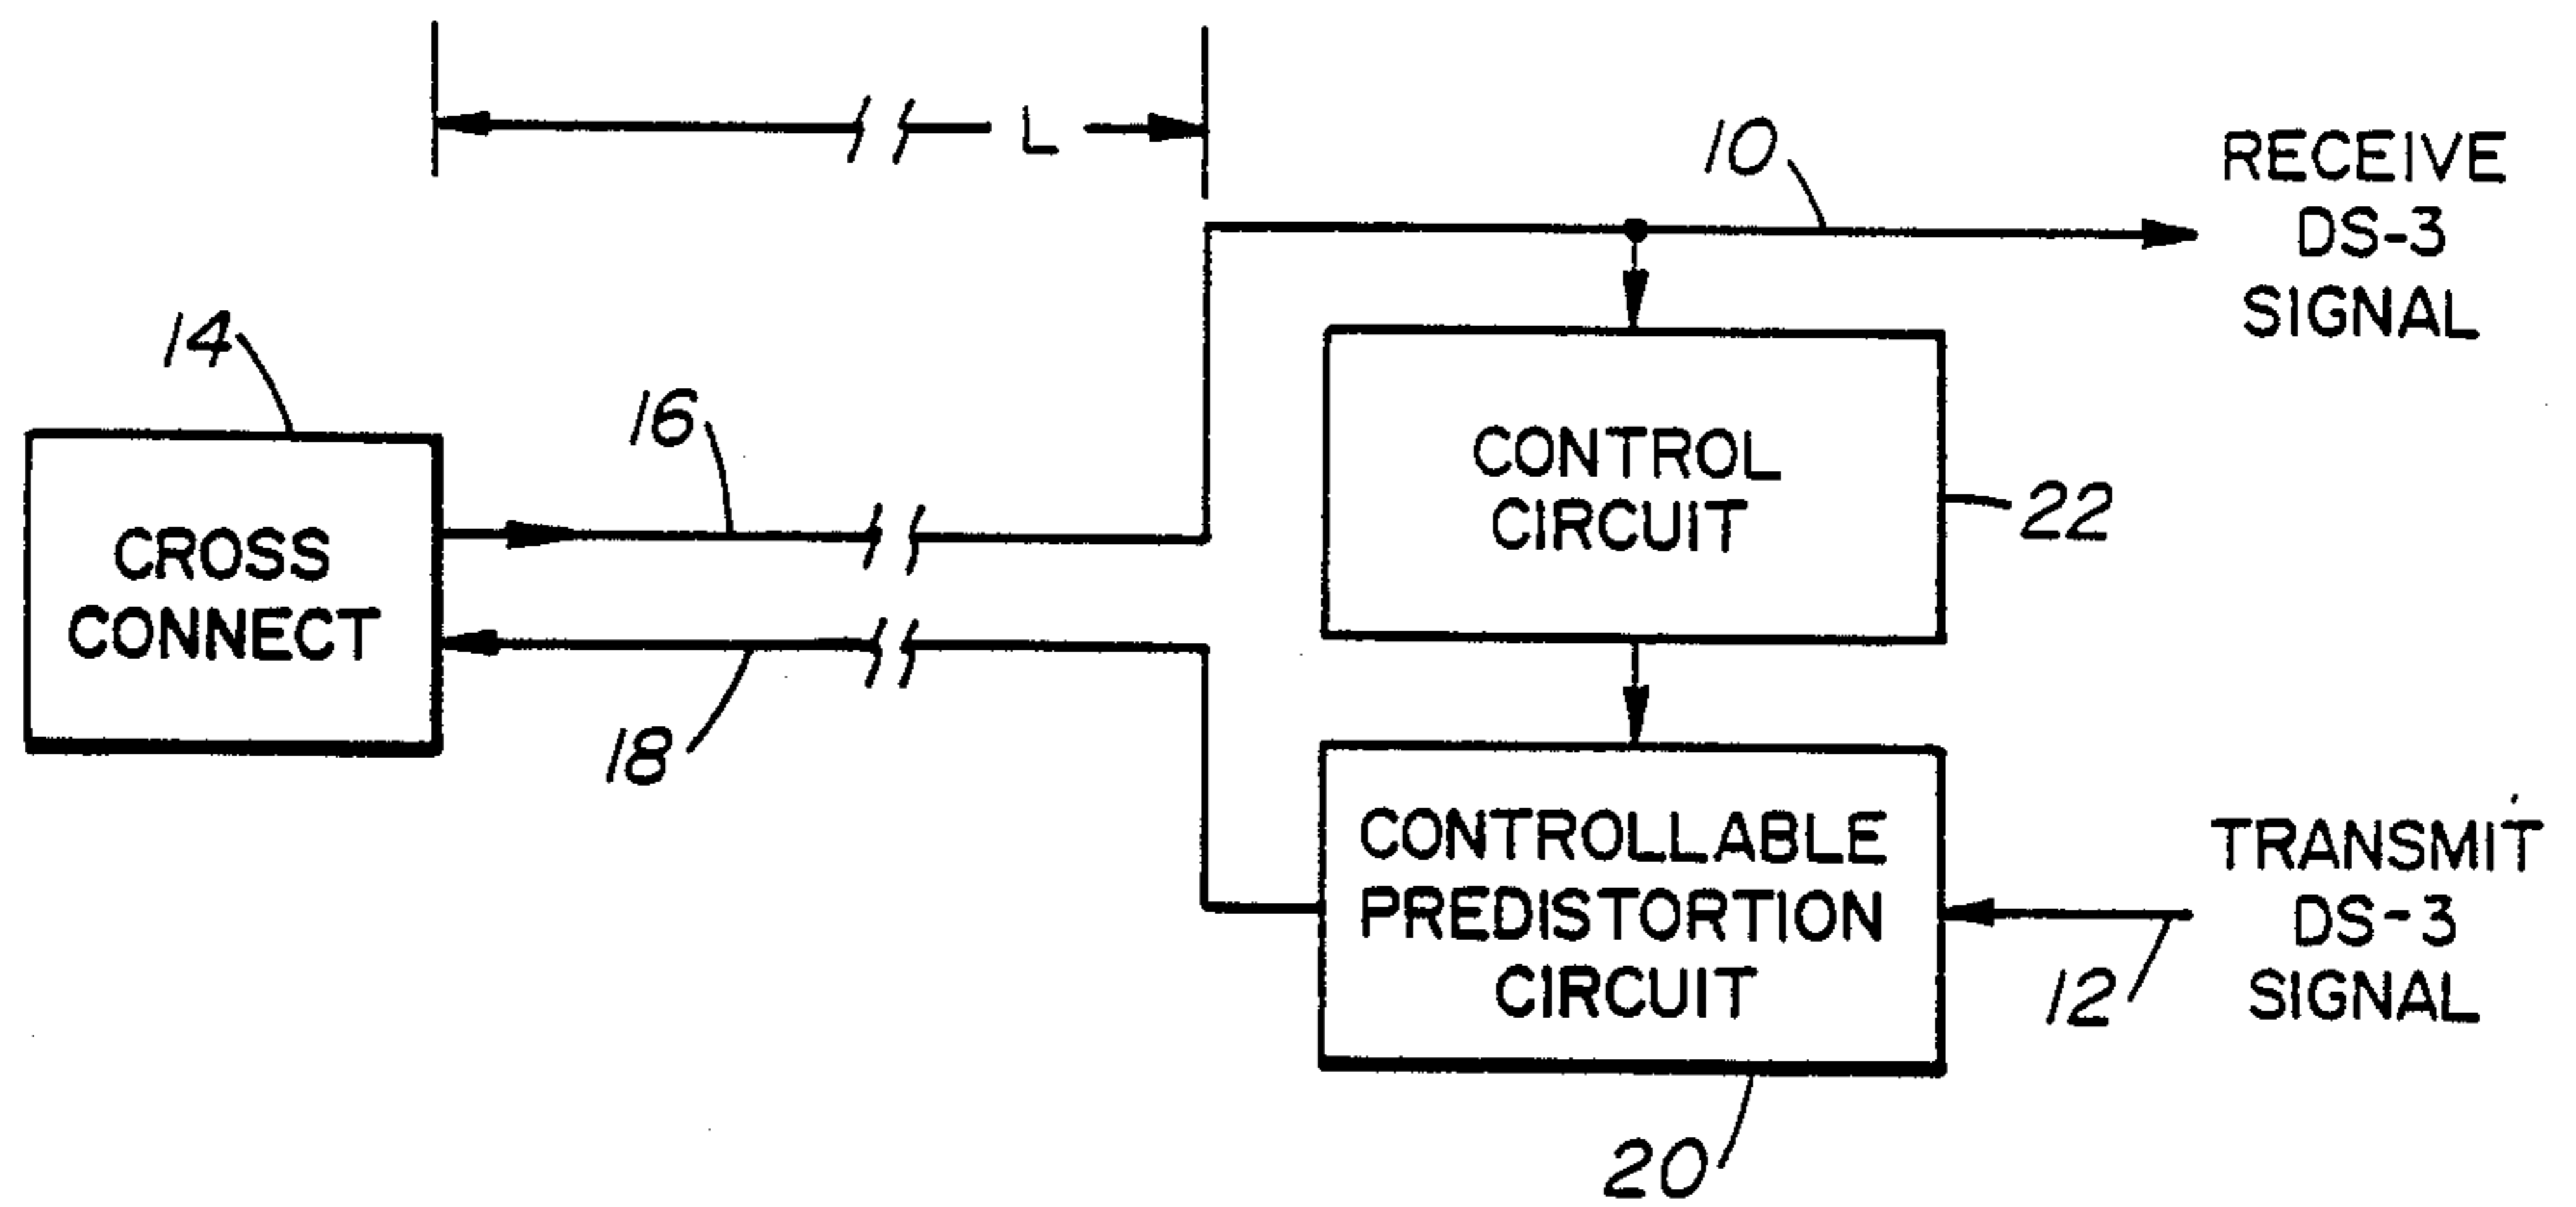 L
10
RECEIVE
DS-3
SIGNAL
14
16
CONTROL
CIRCUIT
22
CROSS
CONNECT
18
CONTROLLABLE
PREDISTORTION
CIRCUIT
TRANSMIT
DS-3
SIGNAL
12
20